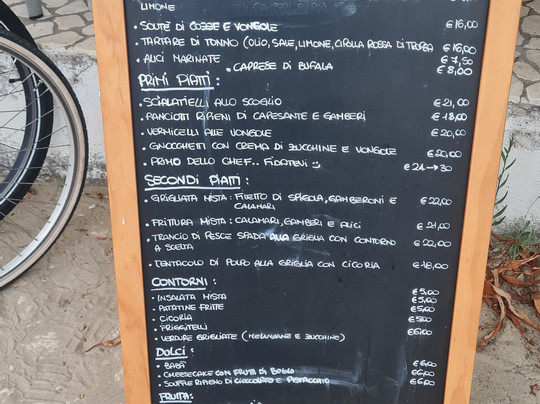 LIMONE
• SOUTÈ DI COZZE E VONGOLE €16,00
• TARTARE DI TONNO (OLIO, SALE, LIMONE, CIPOLLA ROSSA DI TROPEA €16,00
• ALICI MARINATE €7,50
• CAPRESE DI BUFALA €8,00
PRIMI PIATTI:
• SCIALATIELLI ALLO SCOGLIO €21,00
• PANCIOTTI RIPIENI DI CAPESANTE E GAMBERI €18,00
• VERMICELLI ALLE VONGOLE €20,00
• GNOCCHETTI CON CREMA DI ZUCCHINE E VONGOLE €20,00
• PRIMO DELLO CHEF.. FIDATEVI ☺ €24→30
SECONDI PIATTI:
• GRIGLIATA MISTA: FILETTO DI SPIGOLA, GAMBERONI E €22,00
CALAMARI
• FRITTURA MISTA: CALAMARI, GAMBERI E ALICI €21,00
• TRANCIO DI PESCE SPADA ALLA GRIGLIA CON CONTORNO €22,00
A SCELTA
• TENTACOLO DI POLPO ALLA GRIGLIA CON CICORIA €18,00
CONTORNI:
• INSALATA MISTA €5,00
• PATATINE FRITTE €5,00
• CICORIA €5,00
• FRIGGITELLI €5,00
• VERDURE GRIGLIATE (MELANZANE E ZUCCHINE) €6,00
DOLCI:
• BABÀ €6,00
• CHEESECAKE CON FRUTTI DI BOSCO €6,00
• SOUFFLE RIPIENO DI CIOCCOLATO E PISTACCHIO €6,00
FRUTTA: